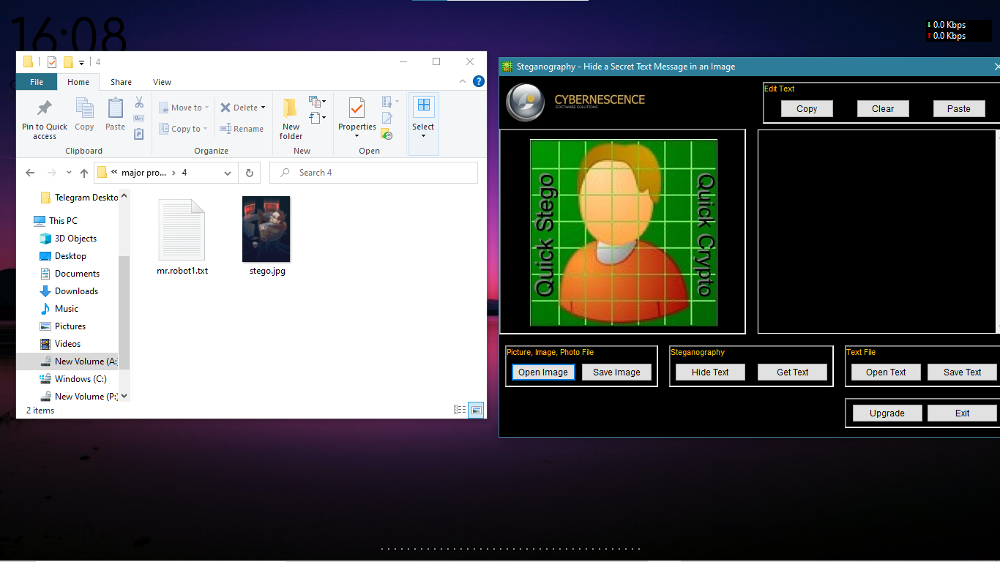 16:08
0.0 Kbps
0.0 Kbps
4
File
Home
Share
View
Pin to Quick access
Copy
Paste
Move to
Copy to
Delete
Rename
New folder
Properties
Select
Clipboard
Organize
New
Open
« major pro... > 4
Search 4
Telegram Deskto
This PC
3D Objects
Desktop
Documents
Downloads
Music
Pictures
Videos
New Volume (A:
Windows (C:)
New Volume (P:
mr.robot1.txt
stego.jpg
2 items
Steganography - Hide a Secret Text Message in an Image
CYBERNESCENCE
SOFTWARE SOLUTIONS
Edit Text
Copy
Clear
Paste
Quick Stego
Quick Crypto
Picture, Image, Photo File
Open Image
Save Image
Steganography
Hide Text
Get Text
Text File
Open Text
Save Text
Upgrade
Exit